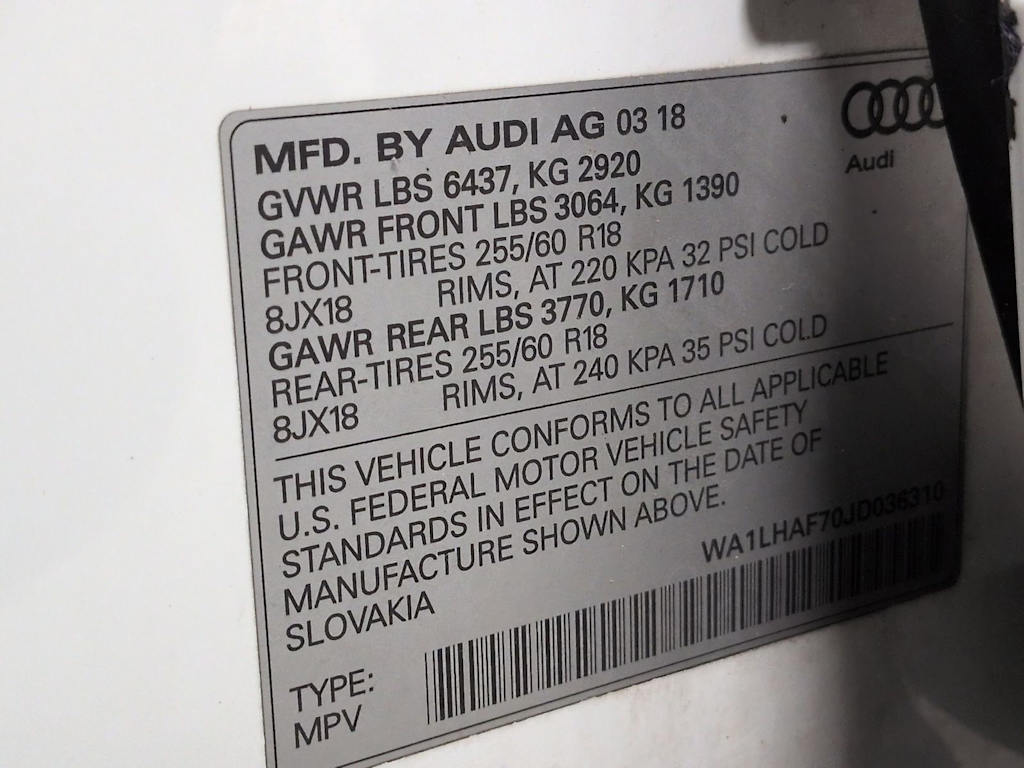 MFD. BY AUDI AG 03 18
Audi
GVWR LBS 6437, KG 2920
GAWR FRONT LBS 3064, KG 1390
FRONT-TIRES 255/60 R18
8JX18 RIMS, AT 220 KPA 32 PSI COLD
GAWR REAR LBS 3770, KG 1710
REAR-TIRES 255/60 R18
8JX18 RIMS, AT 240 KPA 35 PSI COLD
THIS VEHICLE CONFORMS TO ALL APPLICABLE
U.S. FEDERAL MOTOR VEHICLE SAFETY
STANDARDS IN EFFECT ON THE DATE OF
MANUFACTURE SHOWN ABOVE.
SLOVAKIA
WA1LHAF70JD036310
TYPE:
MPV